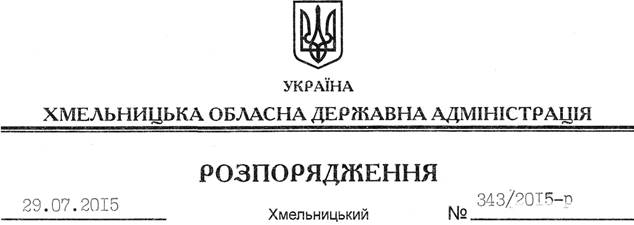 УКРАЇНА
ХМЕЛЬНИЦЬКА ОБЛАСНА ДЕРЖАВНА АДМІНІСТРАЦІЯ
РОЗПОРЯДЖЕННЯ
29.07.2015 Хмельницький № 343/2015-р